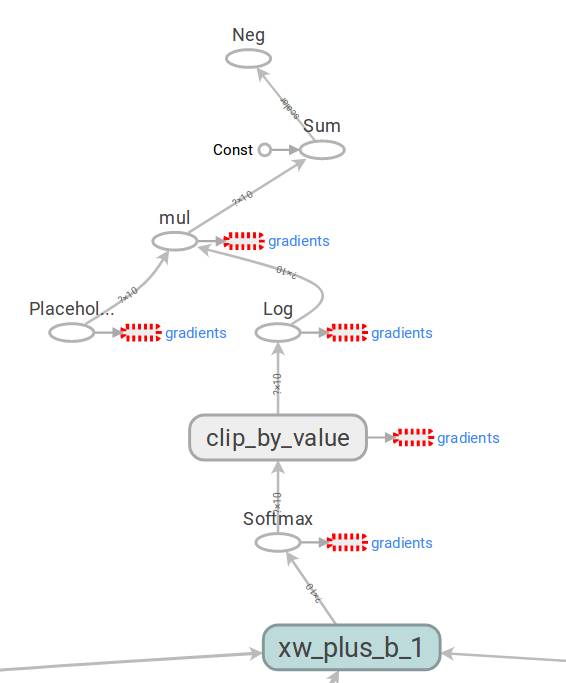 Neg
scalar
Sum
Const
?×10
mul
gradients
?×10
?×10
Placehol...
gradients
Log
gradients
?×10
clip_by_value
gradients
?×10
Softmax
gradients
?×10
xw_plus_b_1